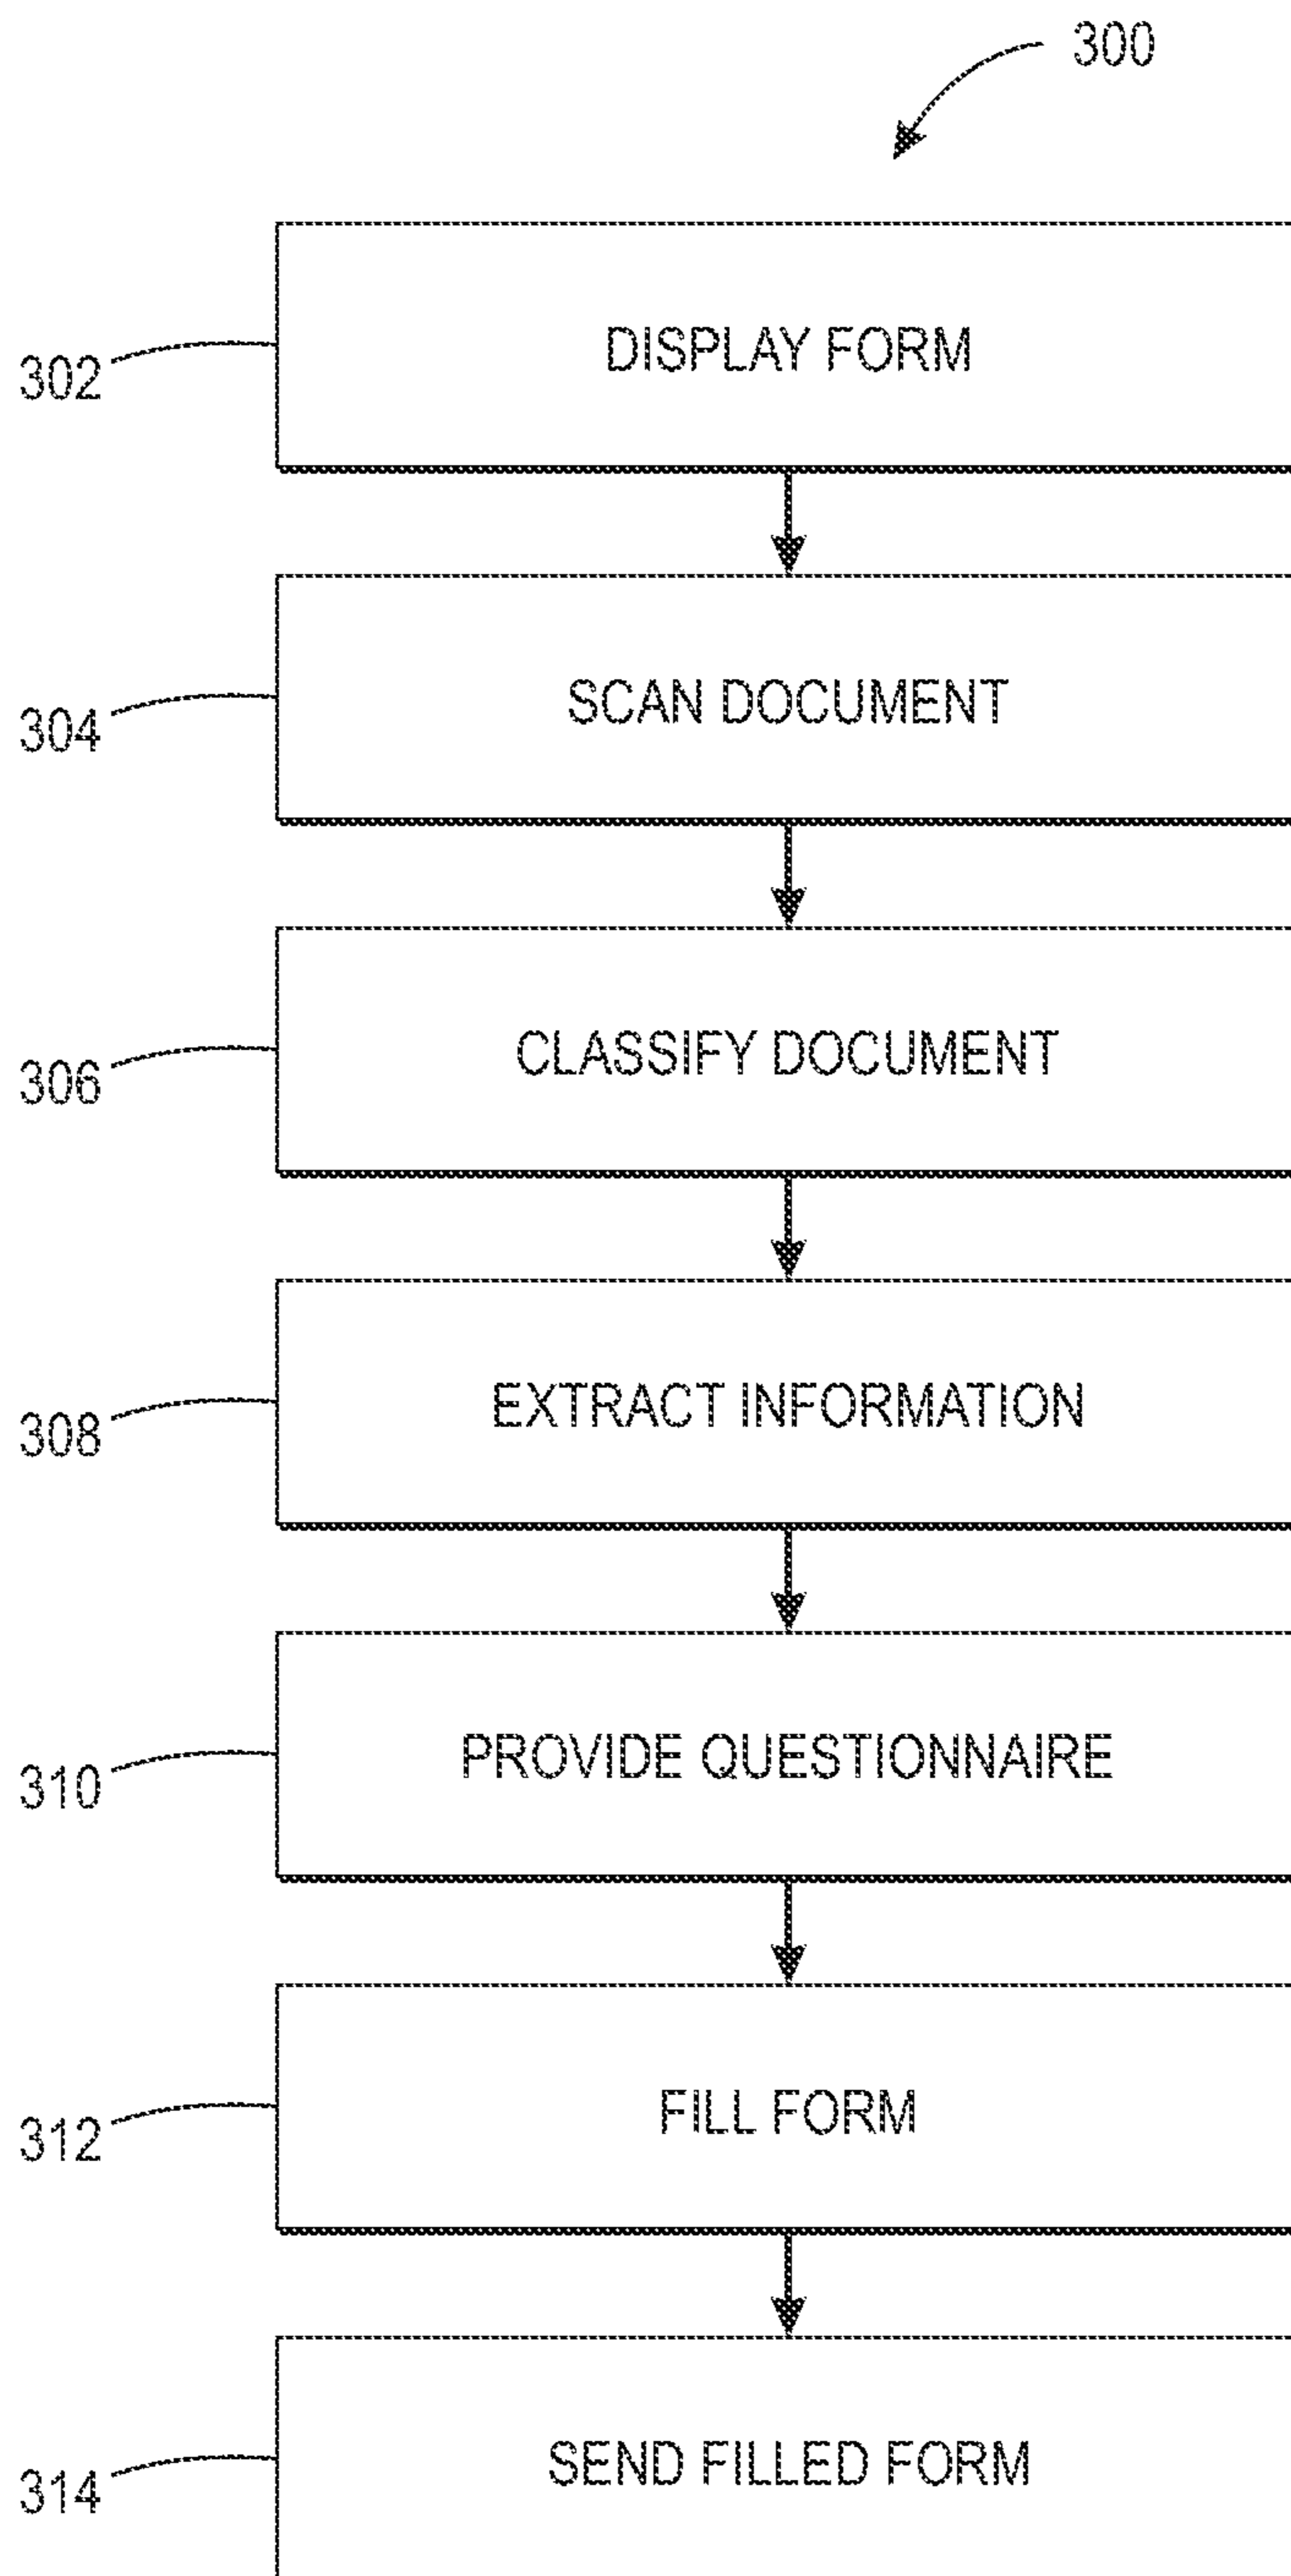 300
DISPLAY FORM
302
SCAN DOCUMENT
304
CLASSIFY DOCUMENT
306
EXTRACT INFORMATION
308
PROVIDE QUESTIONNAIRE
310
FILL FORM
312
SEND FILLED FORM
314